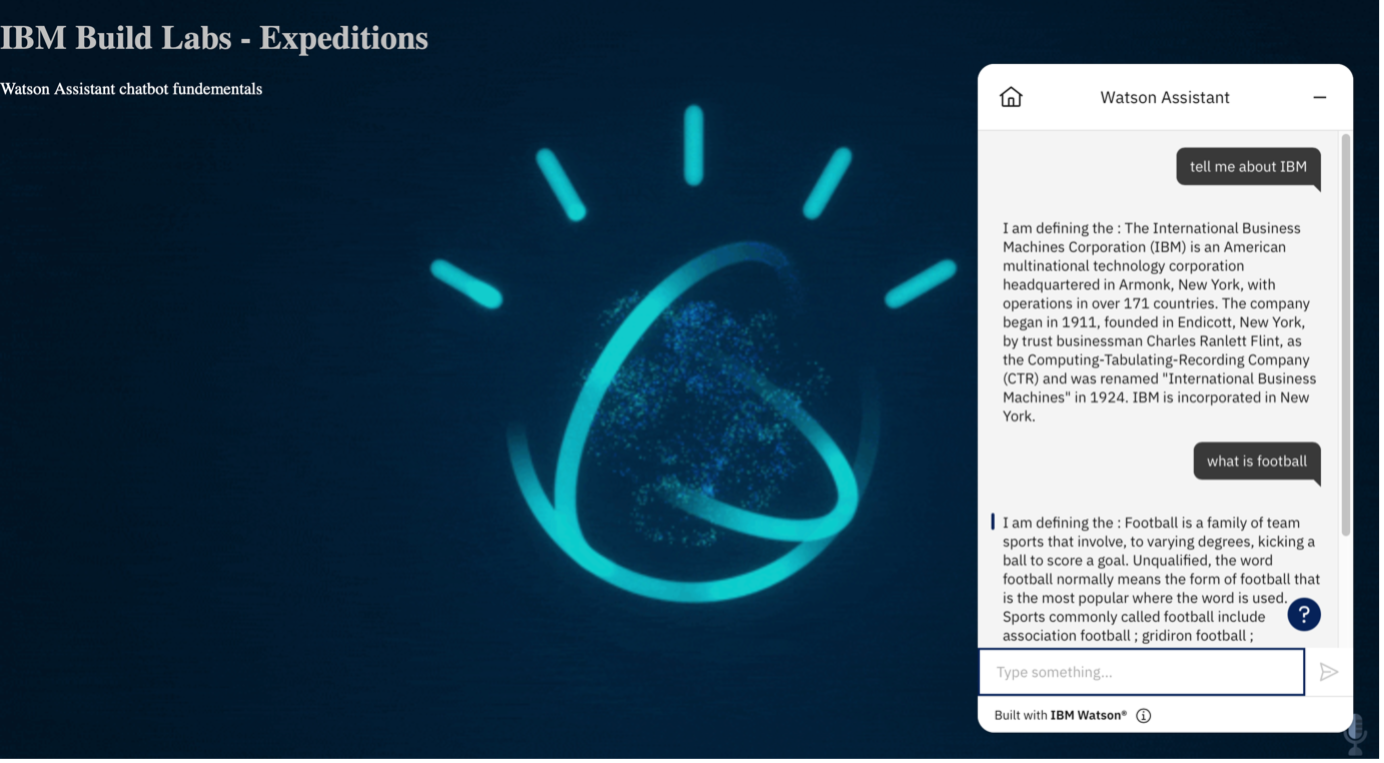 IBM Build Labs - Expeditions
Watson Assistant chatbot fundementals
Watson Assistant
tell me about IBM
I am defining the : The International Business
Machines Corporation (IBM) is an American
multinational technology corporation
headquartered in Armonk, New York, with
operations in over 171 countries. The company
began in 1911, founded in Endicott, New York,
by trust businessman Charles Ranlett Flint, as
the Computing-Tabulating-Recording Company
(CTR) and was renamed "International Business
Machines" in 1924. IBM is incorporated in New
York.
what is football
I am defining the : Football is a family of team
sports that involve, to varying degrees, kicking a
ball to score a goal. Unqualified, the word
football normally means the form of football that
is the most popular where the word is used.
Sports commonly called football include
association football ; gridiron football ;
?
Type something...
Built with IBM Watson®